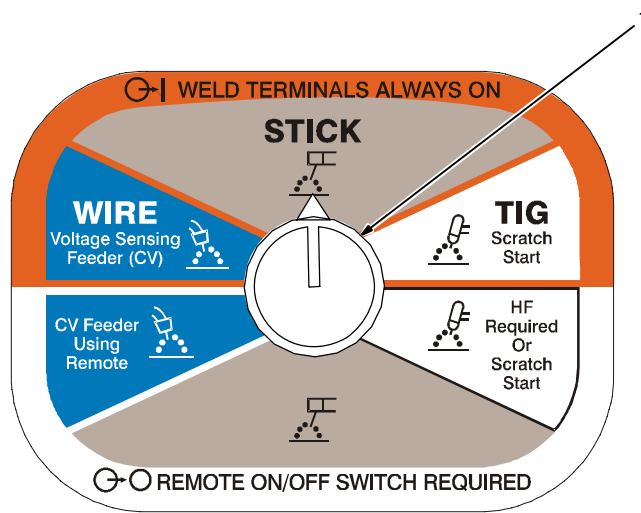 WELD TERMINALS ALWAYS ON
STICK
WIRE
Voltage Sensing
Feeder (CV)
TIG
Scratch
Start
CV Feeder
Using
Remote
HF
Required
Or
Scratch
Start
REMOTE ON/OFF SWITCH REQUIRED